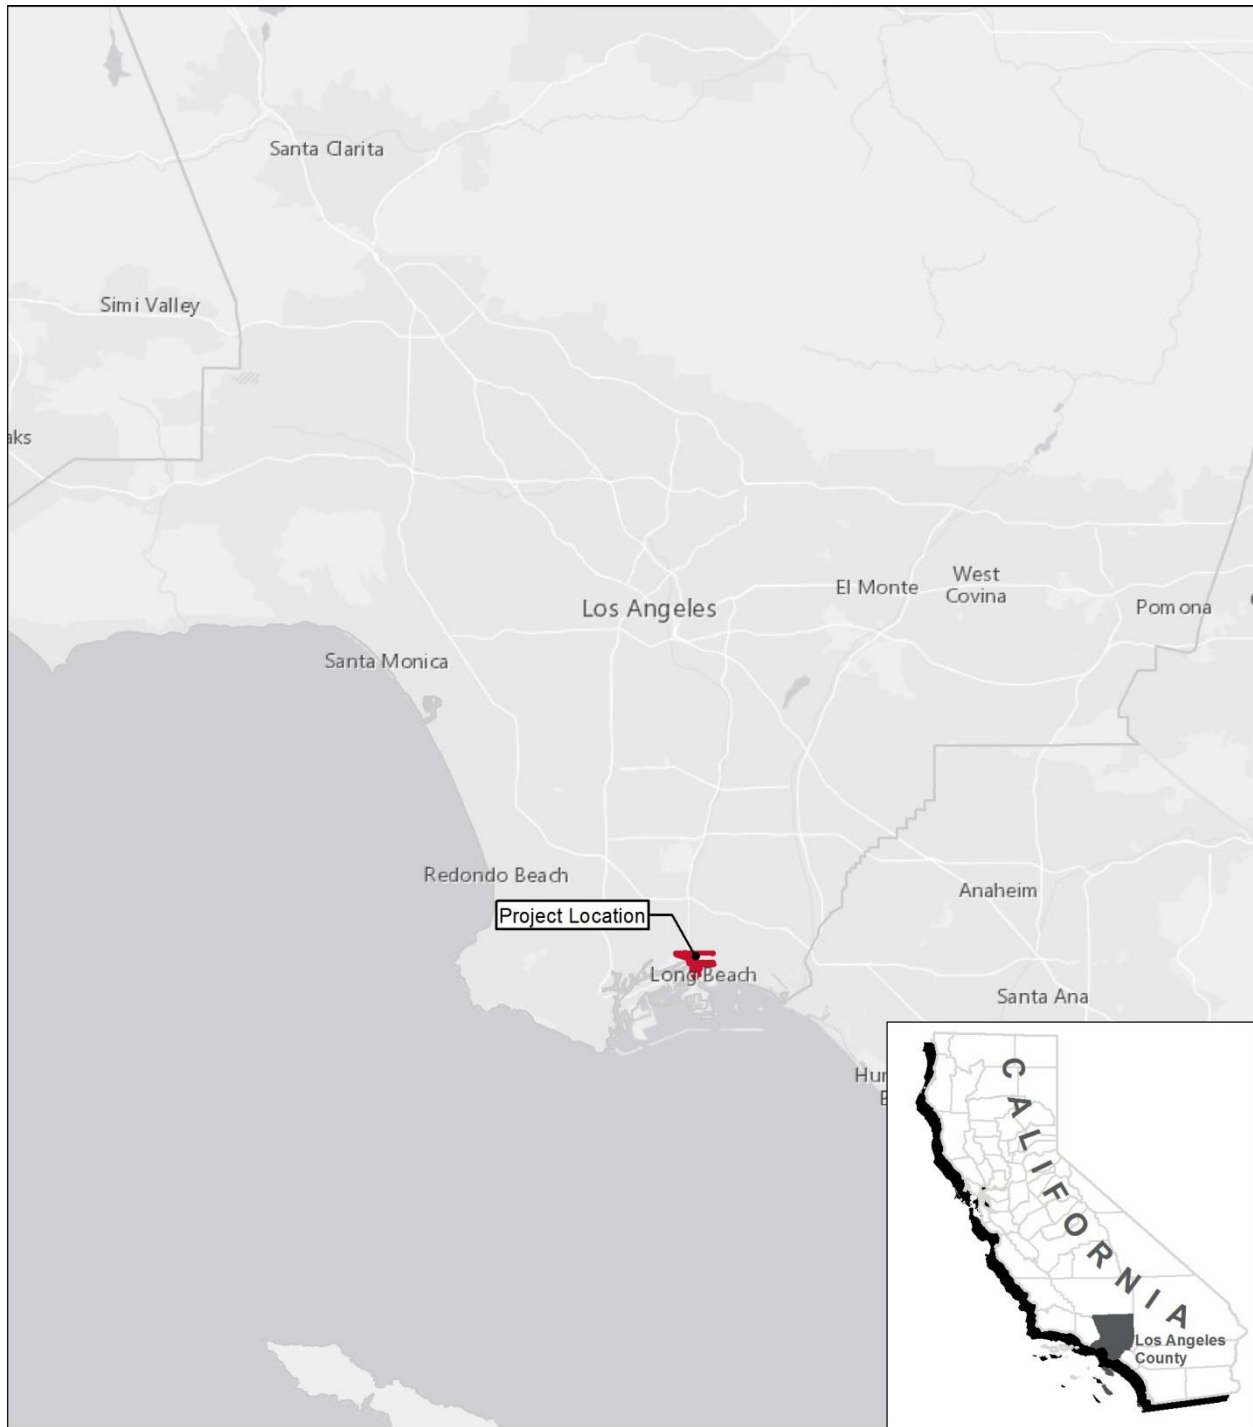 Santa Clarita
Simi Valley
aks
West
Covina
El Monte
Los Angeles
Pomona
Santa Monica
Redondo Beach
Anaheim
Project Location
Long Beach
Santa Ana
CALIFORNIA
Los Angeles
County